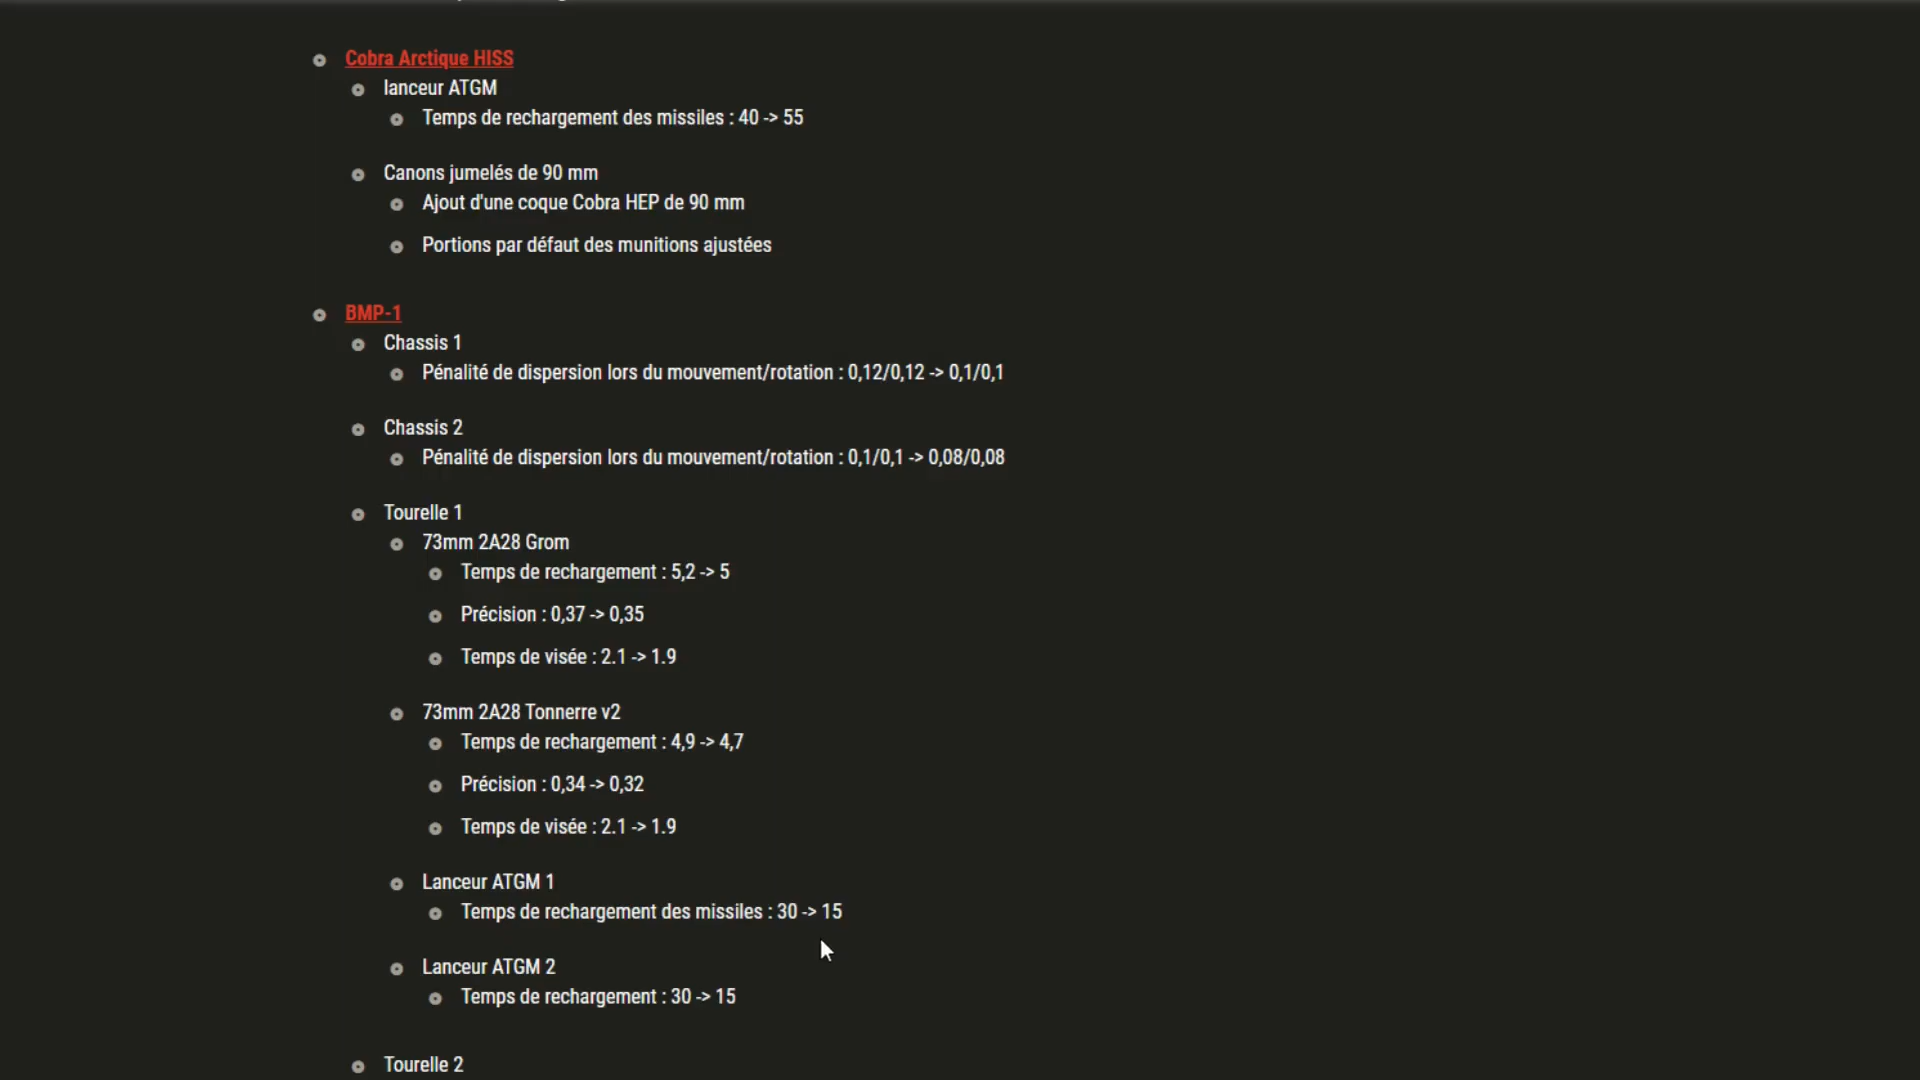 Cobra Arctique HISS
lanceur ATGM
Temps de rechargement des missiles : 40 -> 55
Canons jumelés de 90 mm
Ajout d'une coque Cobra HEP de 90 mm
Portions par défaut des munitions ajustées
BMP-1
Chassis 1
Pénalité de dispersion lors du mouvement/rotation : 0,12/0,12 -> 0,1/0,1
Chassis 2
Pénalité de dispersion lors du mouvement/rotation : 0,1/0,1 -> 0,08/0,08
Tourelle 1
73mm 2A28 Grom
Temps de rechargement : 5,2 -> 5
Précision : 0,37 -> 0,35
Temps de visée : 2.1 -> 1.9
73mm 2A28 Tonnerre v2
Temps de rechargement : 4,9 -> 4,7
Précision : 0,34 -> 0,32
Temps de visée : 2.1 -> 1.9
Lanceur ATGM 1
Temps de rechargement des missiles : 30 -> 15
Lanceur ATGM 2
Temps de rechargement : 30 -> 15
Tourelle 2